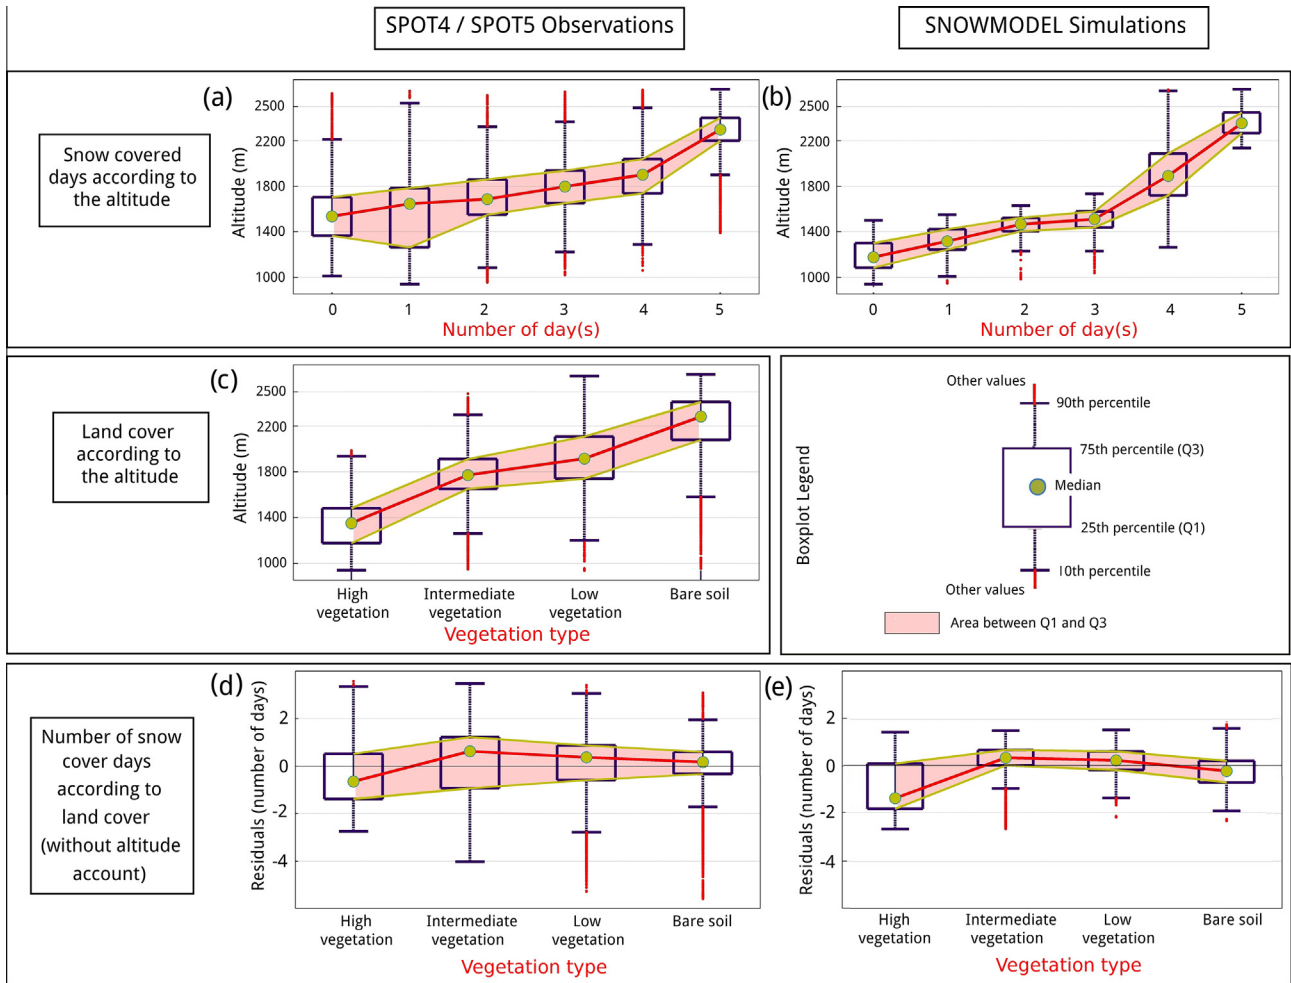 SPOT4 / SPOT5 Observations
SNOWMODEL Simulations
Snow covered
days according to
the altitude
(a)
Altitude (m)
2500
2200
1800
1400
1000
0
1
2
3
4
5
Number of day(s)
(b)
Altitude (m)
2500
2200
1800
1400
1000
0
1
2
3
4
5
Number of day(s)
Land cover
according to
the altitude
(c)
Altitude (m)
2500
2200
1800
1400
1000
High
vegetation
Intermediate
vegetation
Low
vegetation
Bare soil
Vegetation type
Boxplot Legend
Other values
90th percentile
75th percentile (Q3)
Median
25th percentile (Q1)
10th percentile
Other values
Area between Q1 and Q3
Number of snow
cover days
according to
land cover
(without altitude
account)
(d)
Residuals (number of days)
2
0
-2
-4
High
vegetation
Intermediate
vegetation
Low
vegetation
Bare soil
Vegetation type
(e)
Residuals (number of days)
2
0
-2
-4
High
vegetation
Intermediate
vegetation
Low
vegetation
Bare soil
Vegetation type